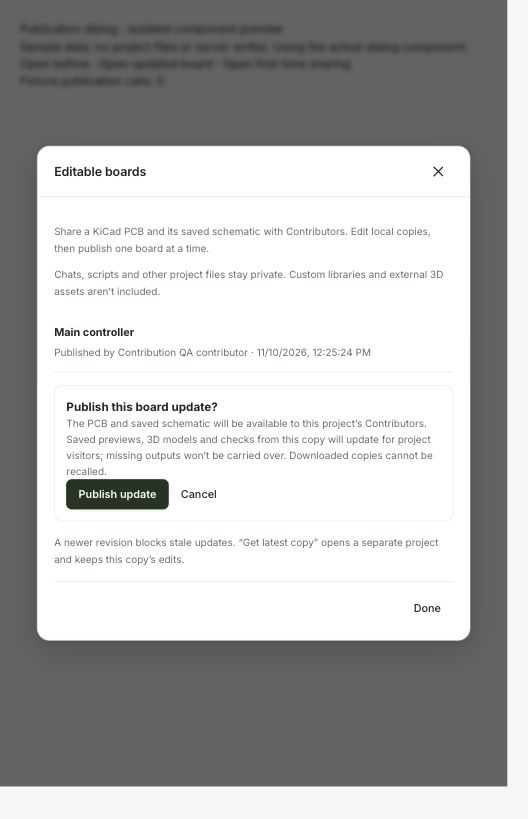 Publication dialog · isolated component preview
Sample data; no project files or server writes. Using the actual dialog component.
Open before · Open updated board · Open first-time sharing
Fixture publication calls: 0
Editable boards
Share a KiCad PCB and its saved schematic with Contributors. Edit local copies,
then publish one board at a time.
Chats, scripts and other project files stay private. Custom libraries and external 3D
assets aren’t included.
Main controller
Published by Contribution QA contributor · 11/10/2026, 12:25:24 PM
Publish this board update?
The PCB and saved schematic will be available to this project’s Contributors.
Saved previews, 3D models and checks from this copy will update for project
visitors; missing outputs won’t be carried over. Downloaded copies cannot be
recalled.
Publish update Cancel
A newer revision blocks stale updates. “Get latest copy” opens a separate project
and keeps this copy’s edits.
Done